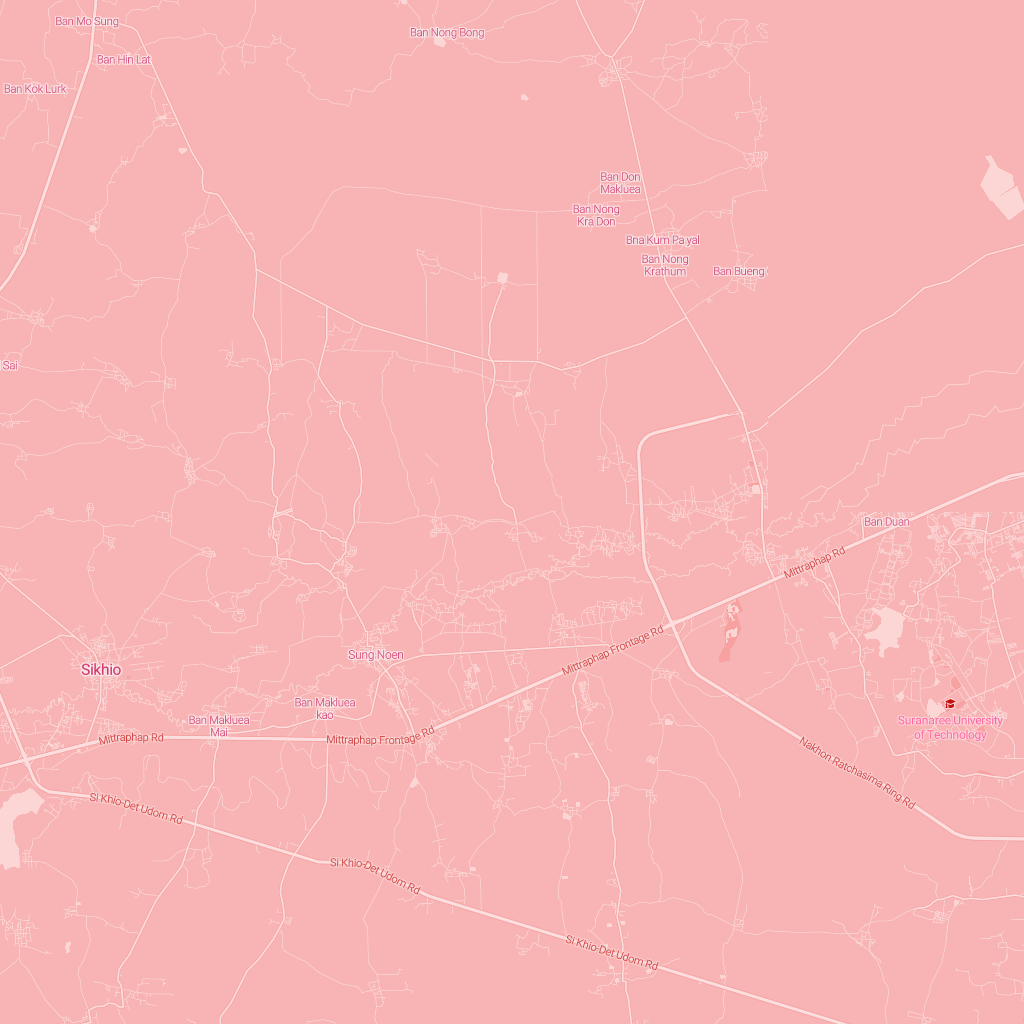 Ban Mo Sung
Ban Nong Bong
Ban Hin Lat
Ban Kok Lurk
Ban Don
Makluea
Ban Nong
Kra Don
Bna Kum Pa yal
Ban Nong
Krathum
Ban Bueng
Sai
Ban Duan
Mittraphap Rd
Mittraphap Frontage Rd
Sung Noen
Sikhio
Ban Makluea
kao
Ban Makluea
Mai
Suranaree University
of Technology
Mittraphap Rd
Mittraphap Frontage Rd
Nakhon Ratchasima Ring Rd
Si Khio-Det Udom Rd
Si Khio-Det Udom Rd
Si Khio-Det Udom Rd